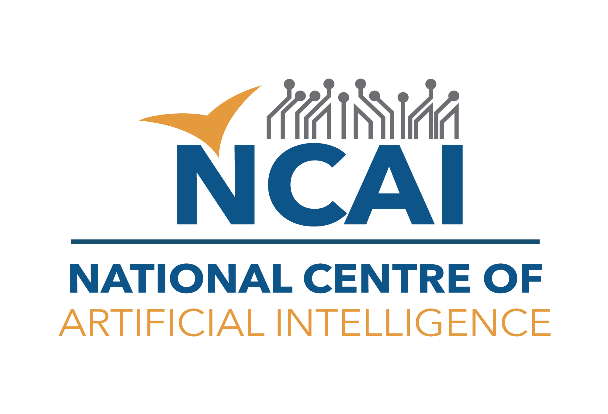 NCAI
NATIONAL CENTRE OF
ARTIFICIAL INTELLIGENCE